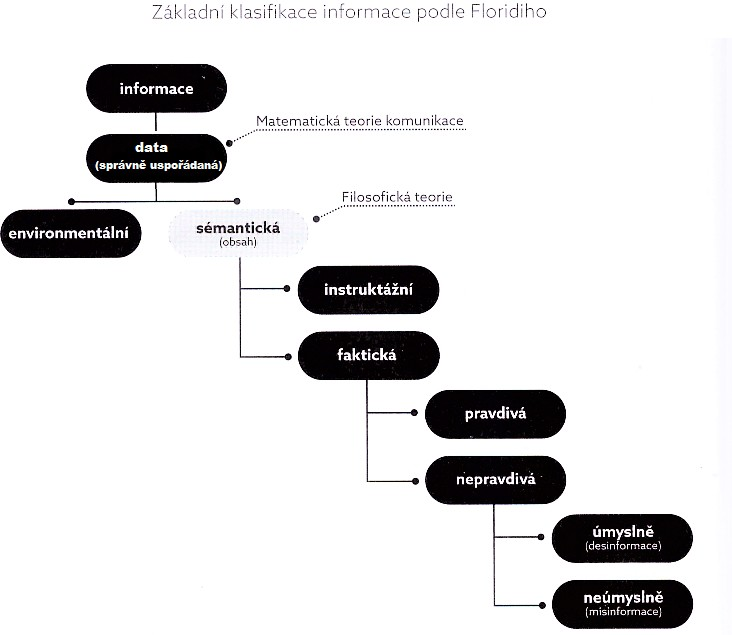 Základní klasifikace informace podle Floridiho
informace
Matematická teorie komunikace
data
(správně uspořádaná)
Filosofická teorie
environmentální
sémantická
(obsah)
instruktážní
faktická
pravdivá
nepravdivá
úmyslně
(desinformace)
neúmyslně
(misinformace)